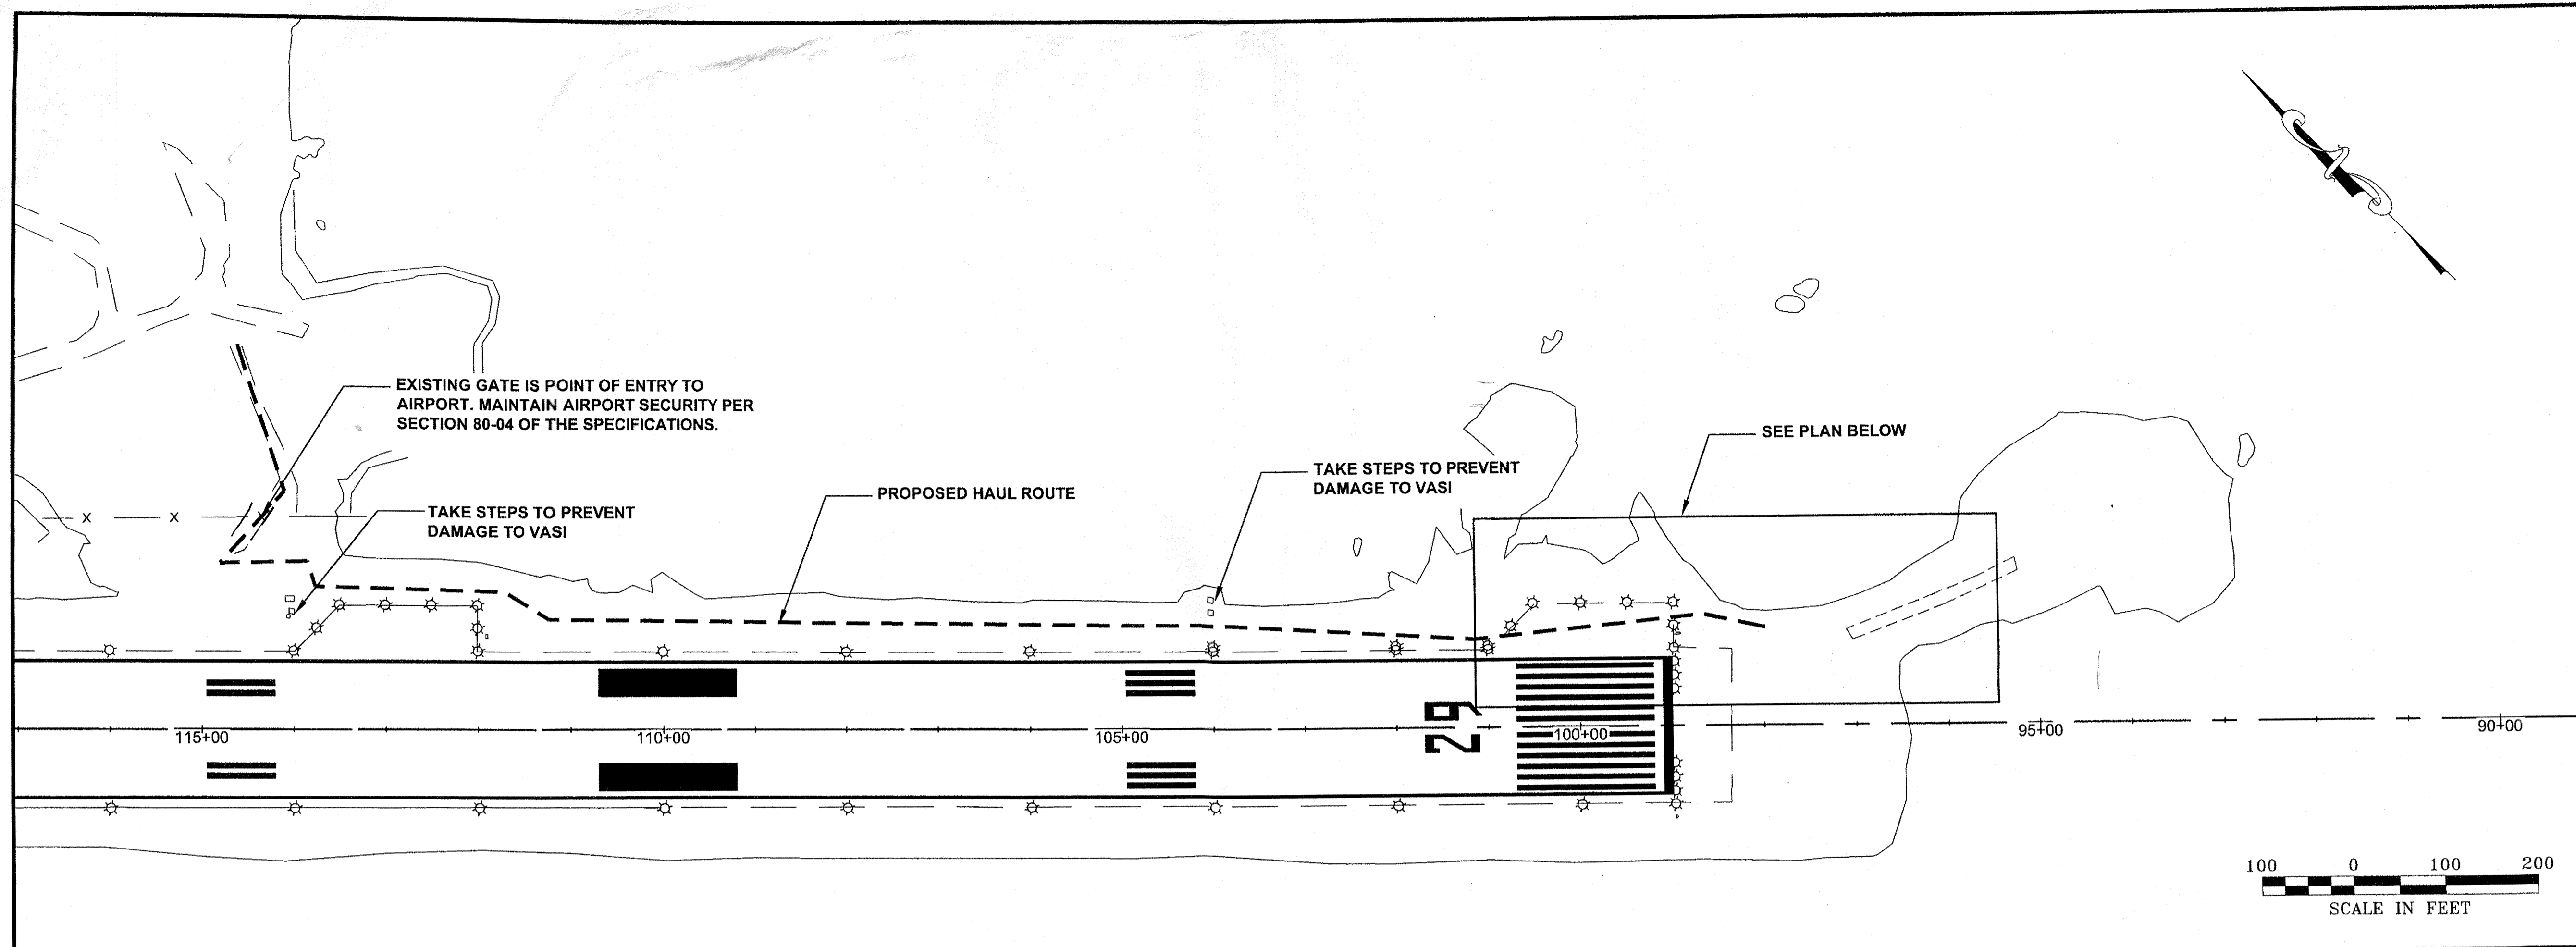 EXISTING GATE IS POINT OF ENTRY TO
AIRPORT. MAINTAIN AIRPORT SECURITY PER
SECTION 80-04 OF THE SPECIFICATIONS.
TAKE STEPS TO PREVENT
DAMAGE TO VASI
PROPOSED HAUL ROUTE
TAKE STEPS TO PREVENT
DAMAGE TO VASI
SEE PLAN BELOW
X
X
29
115+00
110+00
105+00
100+00
95+00
90+00
100 0 100 200
SCALE IN FEET